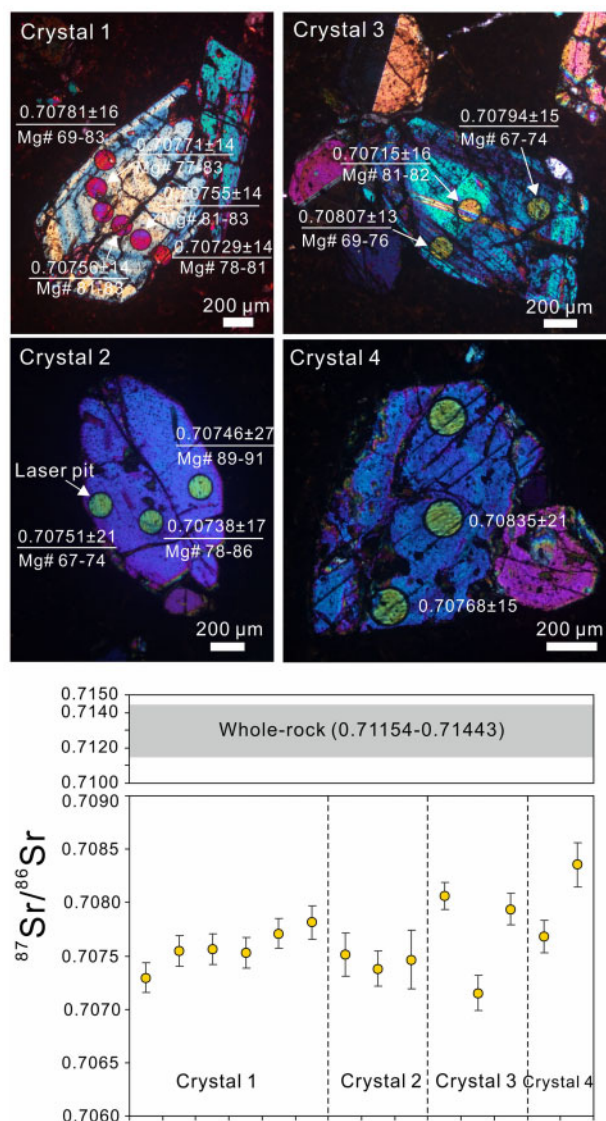 Crystal 1
0.70781±16
Mg# 69-83
0.70771±14
Mg# 77-83
0.70755±14
Mg# 81-83
0.70729±14
Mg# 78-81
0.70756±14
Mg# 81-83
200 µm
Crystal 3
0.70794±15
Mg# 67-74
0.70715±16
Mg# 81-82
0.70807±13
Mg# 69-76
200 µm
Crystal 2
0.70746±27
Mg# 89-91
Laser pit
0.70751±21
Mg# 67-74
0.70738±17
Mg# 78-86
200 µm
Crystal 4
0.70835±21
0.70768±15
200 µm
0.7150
0.7140
0.7120
0.7100
Whole-rock (0.71154-0.71443)
0.7090
0.7085
0.7080
0.7075
0.7070
0.7065
0.7060
⁸⁷Sr/⁸⁶Sr
Crystal 1
Crystal 2
Crystal 3
Crystal 4